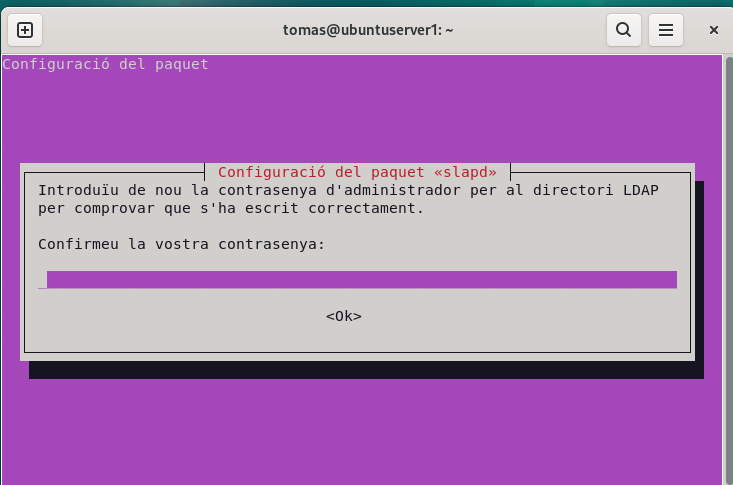 tomas@ubuntuserver1: ~
Configuració del paquet
Configuració del paquet «slapd»
Introduïu de nou la contrasenya d'administrador per al directori LDAP
per comprovar que s'ha escrit correctament.
Confirmeu la vostra contrasenya:
<Ok>